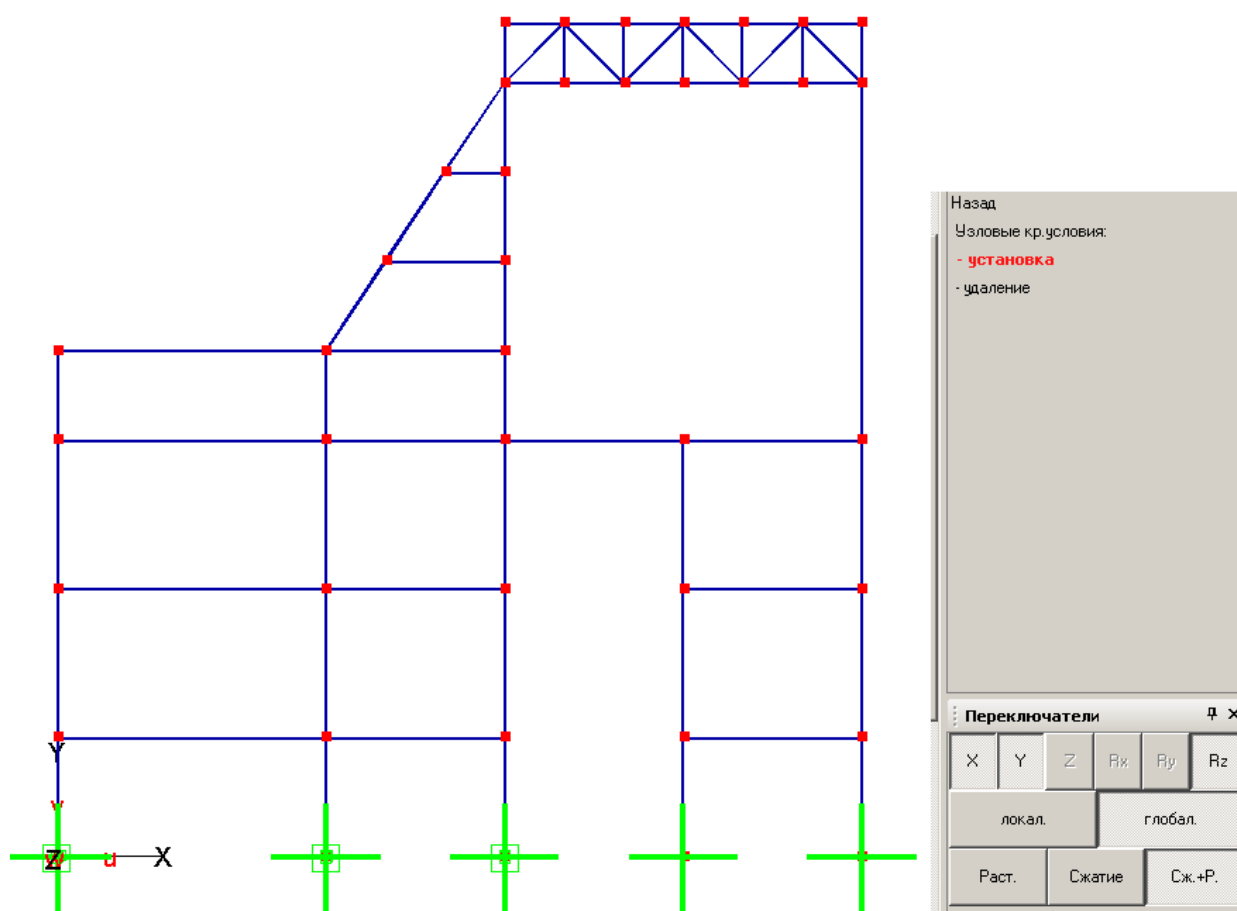 Назад
Узловые кр.условия:
- установка
- удаление
Переключатели
X Y Z Rx Ry Rz
локал. глобал.
Раст. Сжатие Сж.+Р.
Y
v
Z u X